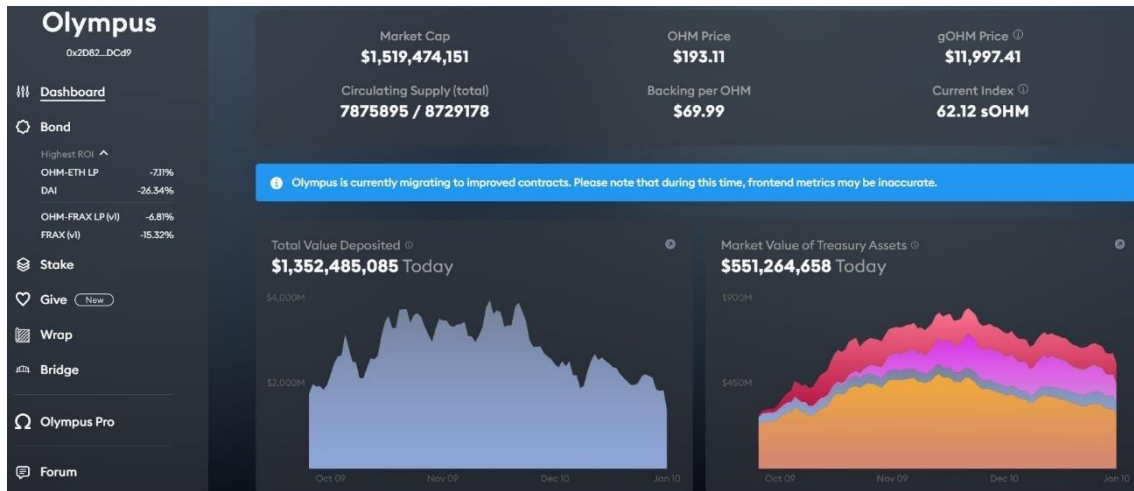 Olympus
0x2D82...DCd9
Dashboard
Bond
Highest ROI
OHM-ETH LP -7.11%
DAI -26.34%
OHM-FRAX LP (v1) -6.81%
FRAX (v1) -15.32%
Stake
Give New
Wrap
Bridge
Olympus Pro
Forum
Market Cap
$1,519,474,151
OHM Price
$193.11
gOHM Price
$11,997.41
Circulating Supply (total)
7875895 / 8729178
Backing per OHM
$69.99
Current Index
62.12 sOHM
Olympus is currently migrating to improved contracts. Please note that during this time, frontend metrics may be inaccurate.
Total Value Deposited
$1,352,485,085 Today
$4,000M
$2,000M
Oct 09 Nov 09 Dec 10 Jan 10
Market Value of Treasury Assets
$551,264,658 Today
$900M
$450M
Oct 09 Nov 09 Dec 10 Jan 10